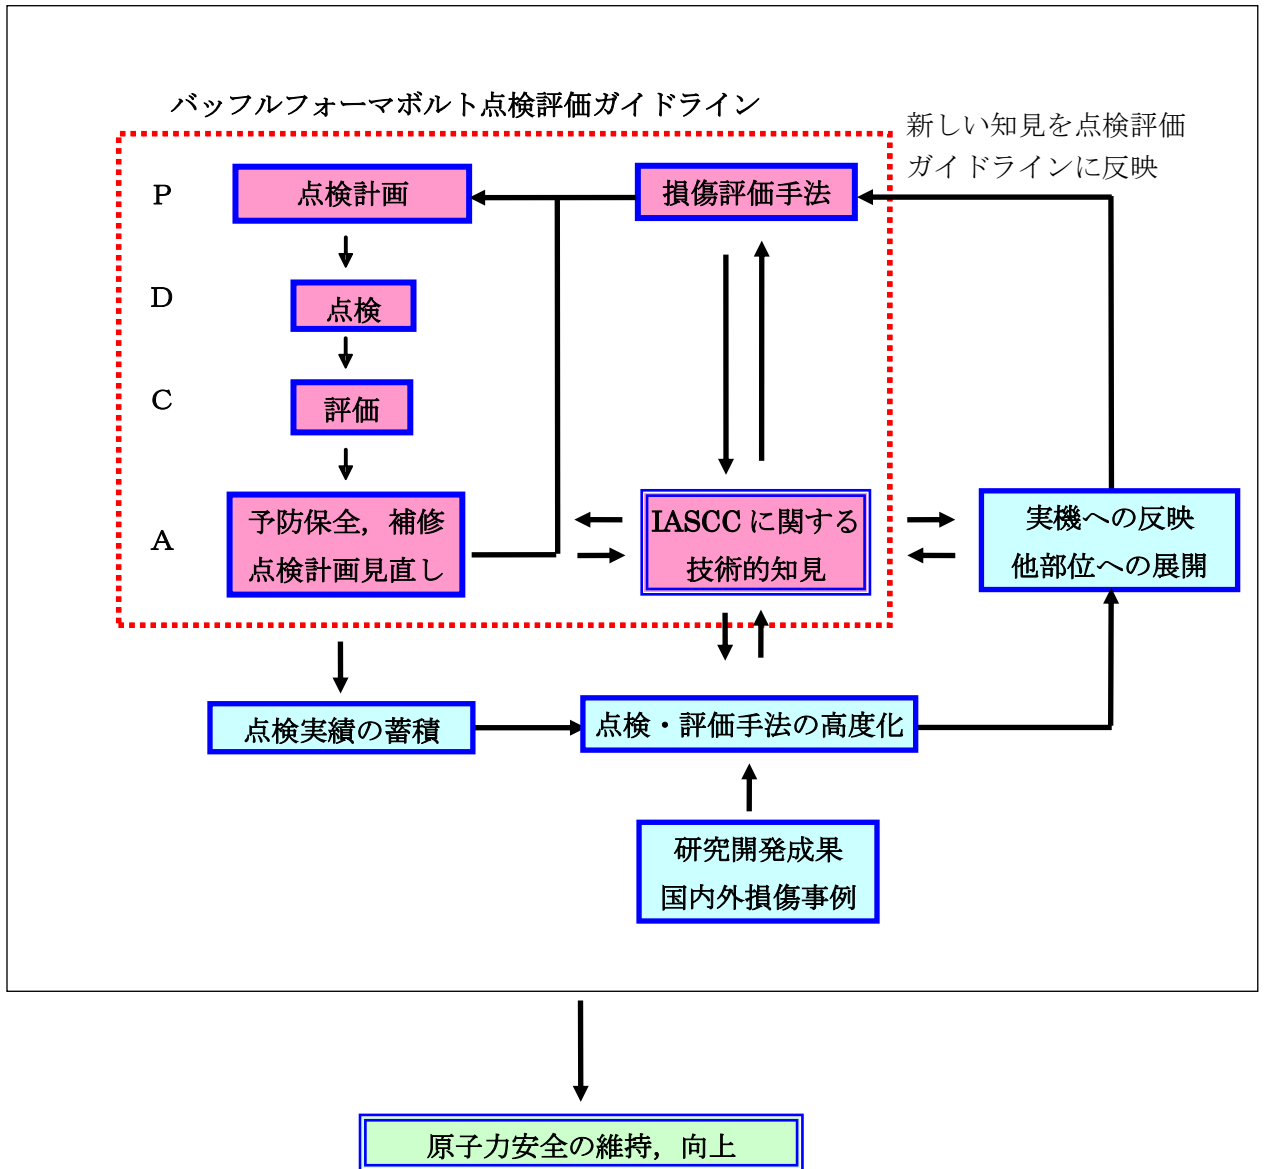 バッフルフォーマボルト点検評価ガイドライン
新しい知見を点検評価
ガイドラインに反映
P
点検計画
損傷評価手法
D
点検
C
評価
A
予防保全，補修
点検計画見直し
IASCC に関する
技術的知見
実機への反映
他部位への展開
点検実績の蓄積
点検・評価手法の高度化
研究開発成果
国内外損傷事例
原子力安全の維持，向上